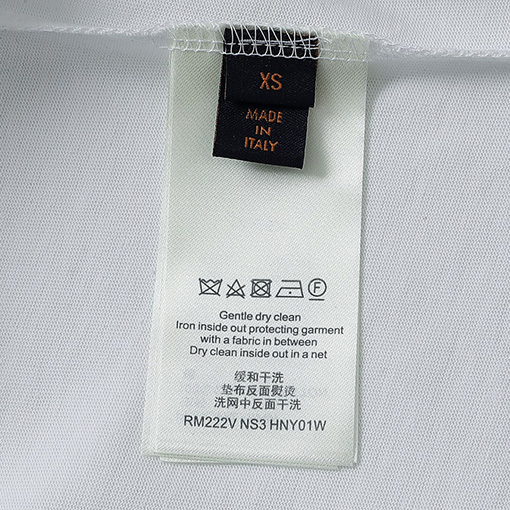 XS
MADE
IN
ITALY
Gentle dry clean
Iron inside out protecting garment
with a fabric in between
Dry clean inside out in a net
缓和干洗
垫布反面熨烫
洗网中反面干洗
RM222V NS3 HNY01W